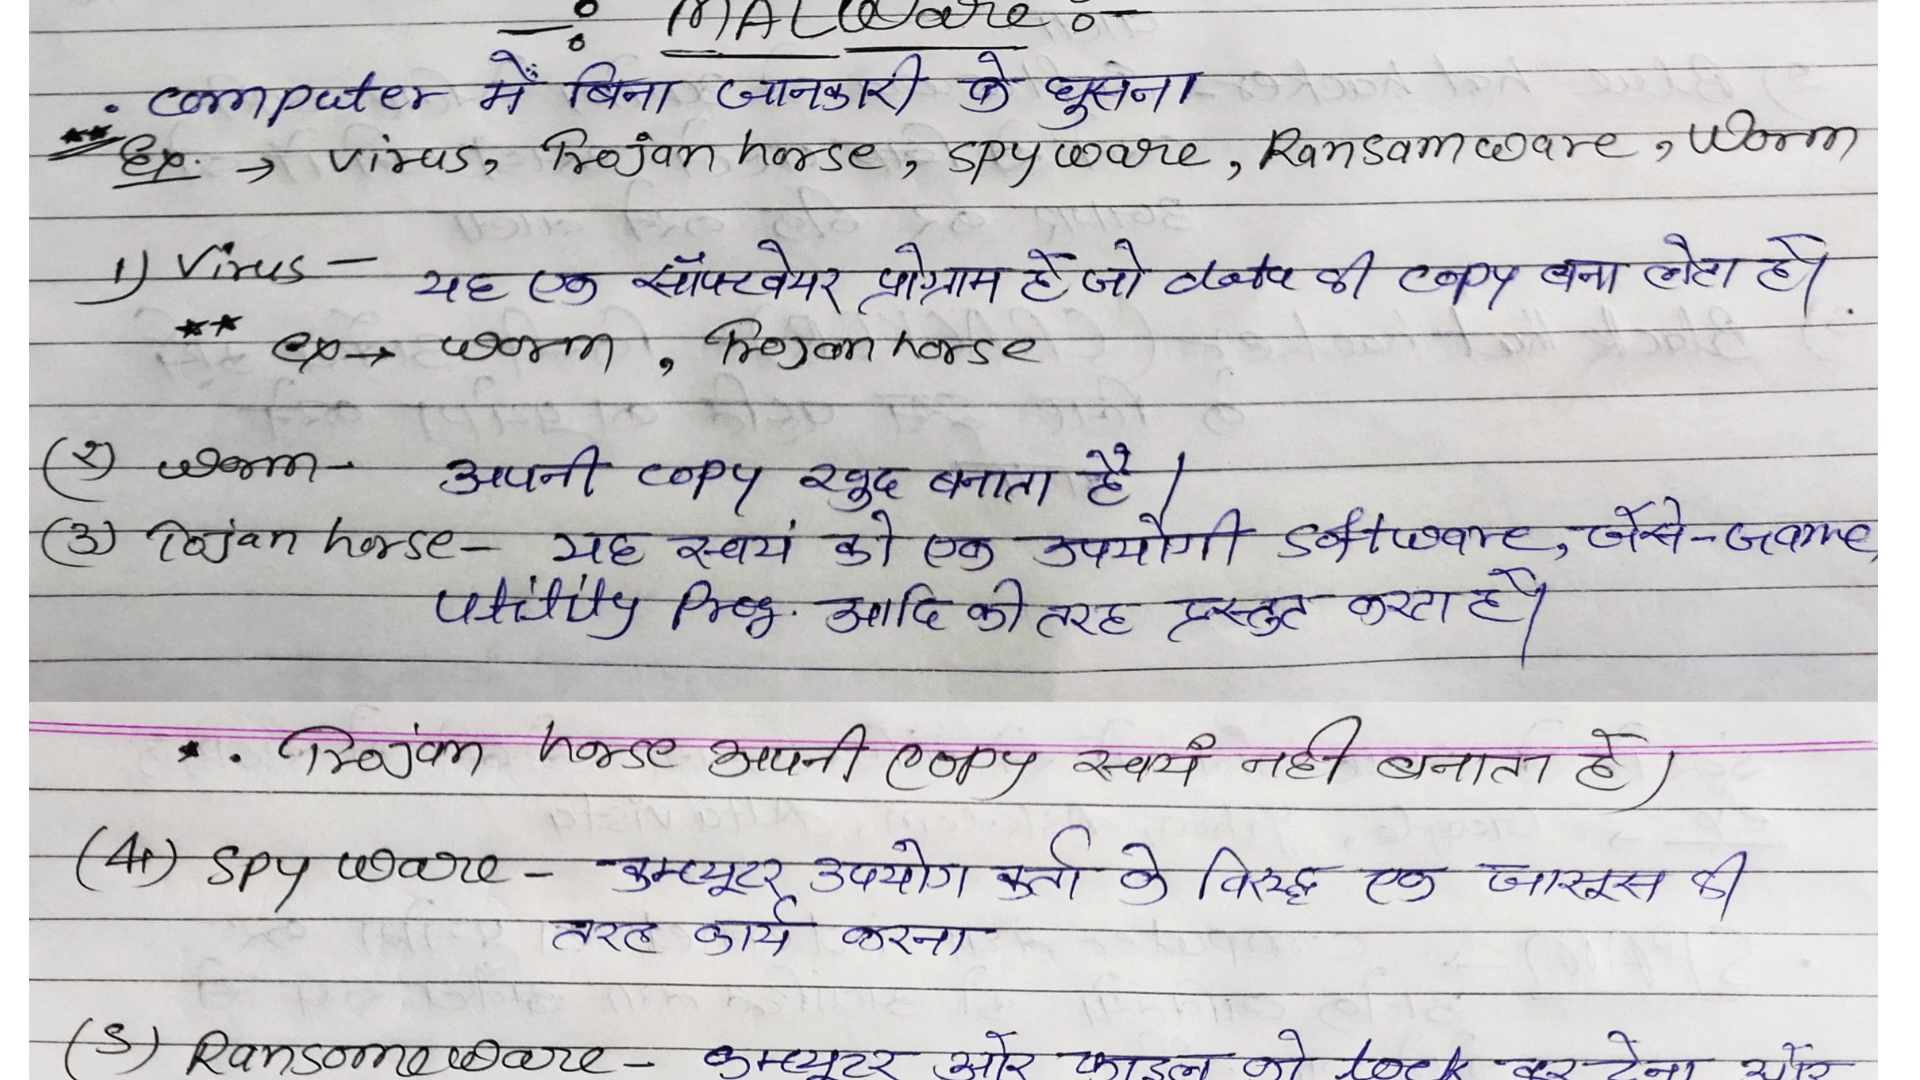 -: MALWare :-
. computer में बिना जानकारी के घुसना
** Ex. → Virus, Trojan horse, Spyware, Ransamware, Worm
1) Virus - यह एक सॉफ्टवेयर प्रोग्राम हैं जो data की copy बना लेता हैं।
** ex → worm, Trojan horse
(2) worm - अपनी copy खुद बनाता है।
(3) Trojan horse - यह स्वयं को एक उपयोगी Software, जैसे - Game,
utility Prog. आदि की तरह प्रस्तुत करता है।
* . Trojan horse अपनी copy स्वयं नहीं बनाता हैं।
(4) Spy ware - कम्प्यूटर उपयोग कर्ता के विरुद्ध एक जासूस की
तरह कार्य करना
(5) Ransomeware - कम्प्यूटर और फाइल को lock कर देना और